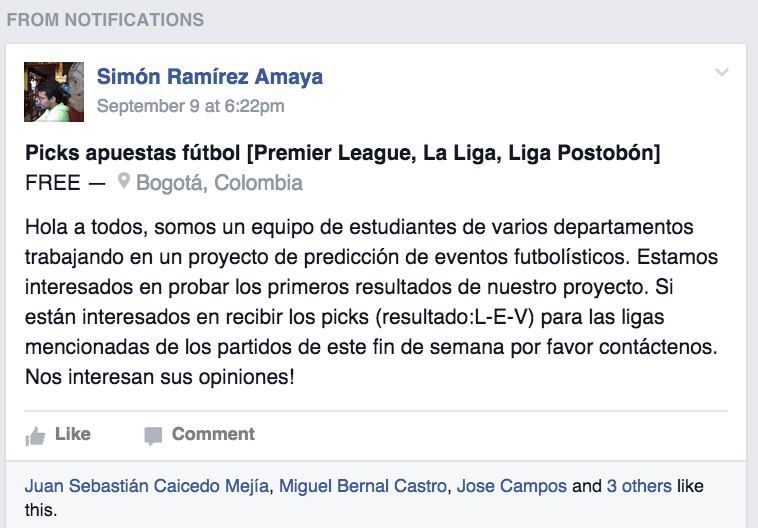 FROM NOTIFICATIONS
Simón Ramírez Amaya
September 9 at 6:22pm
Picks apuestas fútbol [Premier League, La Liga, Liga Postobón]
FREE — Bogotá, Colombia
Hola a todos, somos un equipo de estudiantes de varios departamentos
trabajando en un proyecto de predicción de eventos futbolísticos. Estamos
interesados en probar los primeros resultados de nuestro proyecto. Si
están interesados en recibir los picks (resultado:L-E-V) para las ligas
mencionadas de los partidos de este fin de semana por favor contáctenos.
Nos interesan sus opiniones!
Like Comment
Juan Sebastián Caicedo Mejía, Miguel Bernal Castro, Jose Campos and 3 others like
this.